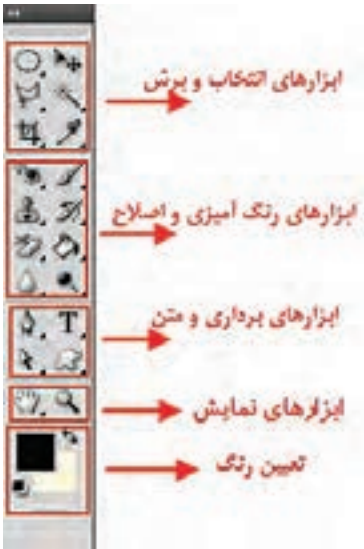 ابزارهای انتخاب و برش
ابزارهای رنگ آمیزی و اصلاح
ابزارهای برداری و متن
ابزارهای نمایش
تعیین رنگ